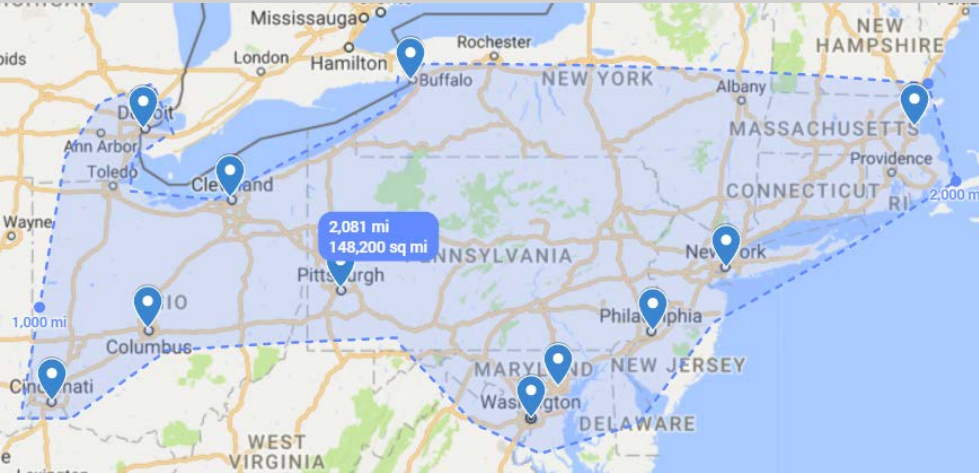 Mississauga
Rochester
NEW
HAMPSHIRE
London
Hamilton
Buffalo
NEW YORK
Albany
Detroit
MASSACHUSETTS
Ann Arbor
Toledo
Providence
Cleveland
CONNECTICUT
RI
2,000 m
Wayne
2,081 mi
148,200 sq mi
New York
PENNSYLVANIA
Pittsburgh
OHIO
1,000 mi
Philadelphia
Columbus
MARYLAND
NEW JERSEY
Cincinnati
Washington
DELAWARE
WEST
VIRGINIA